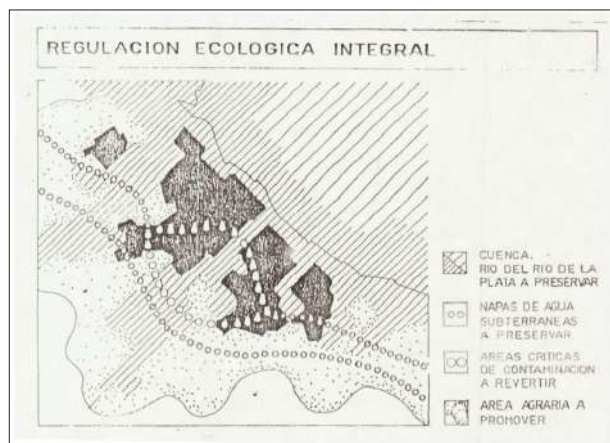 REGULACION ECOLOGICA INTEGRAL
CUENCA.
RIO DEL RIO DE LA
PLATA A PRESERVAR
NAPAS DE AGUA
SUBTERRANEAS
A PRESERVAR
AREAS CRITICAS
DE CONTAMINACION
A REVERTIR
AREA AGRARIA A
PROMOVER